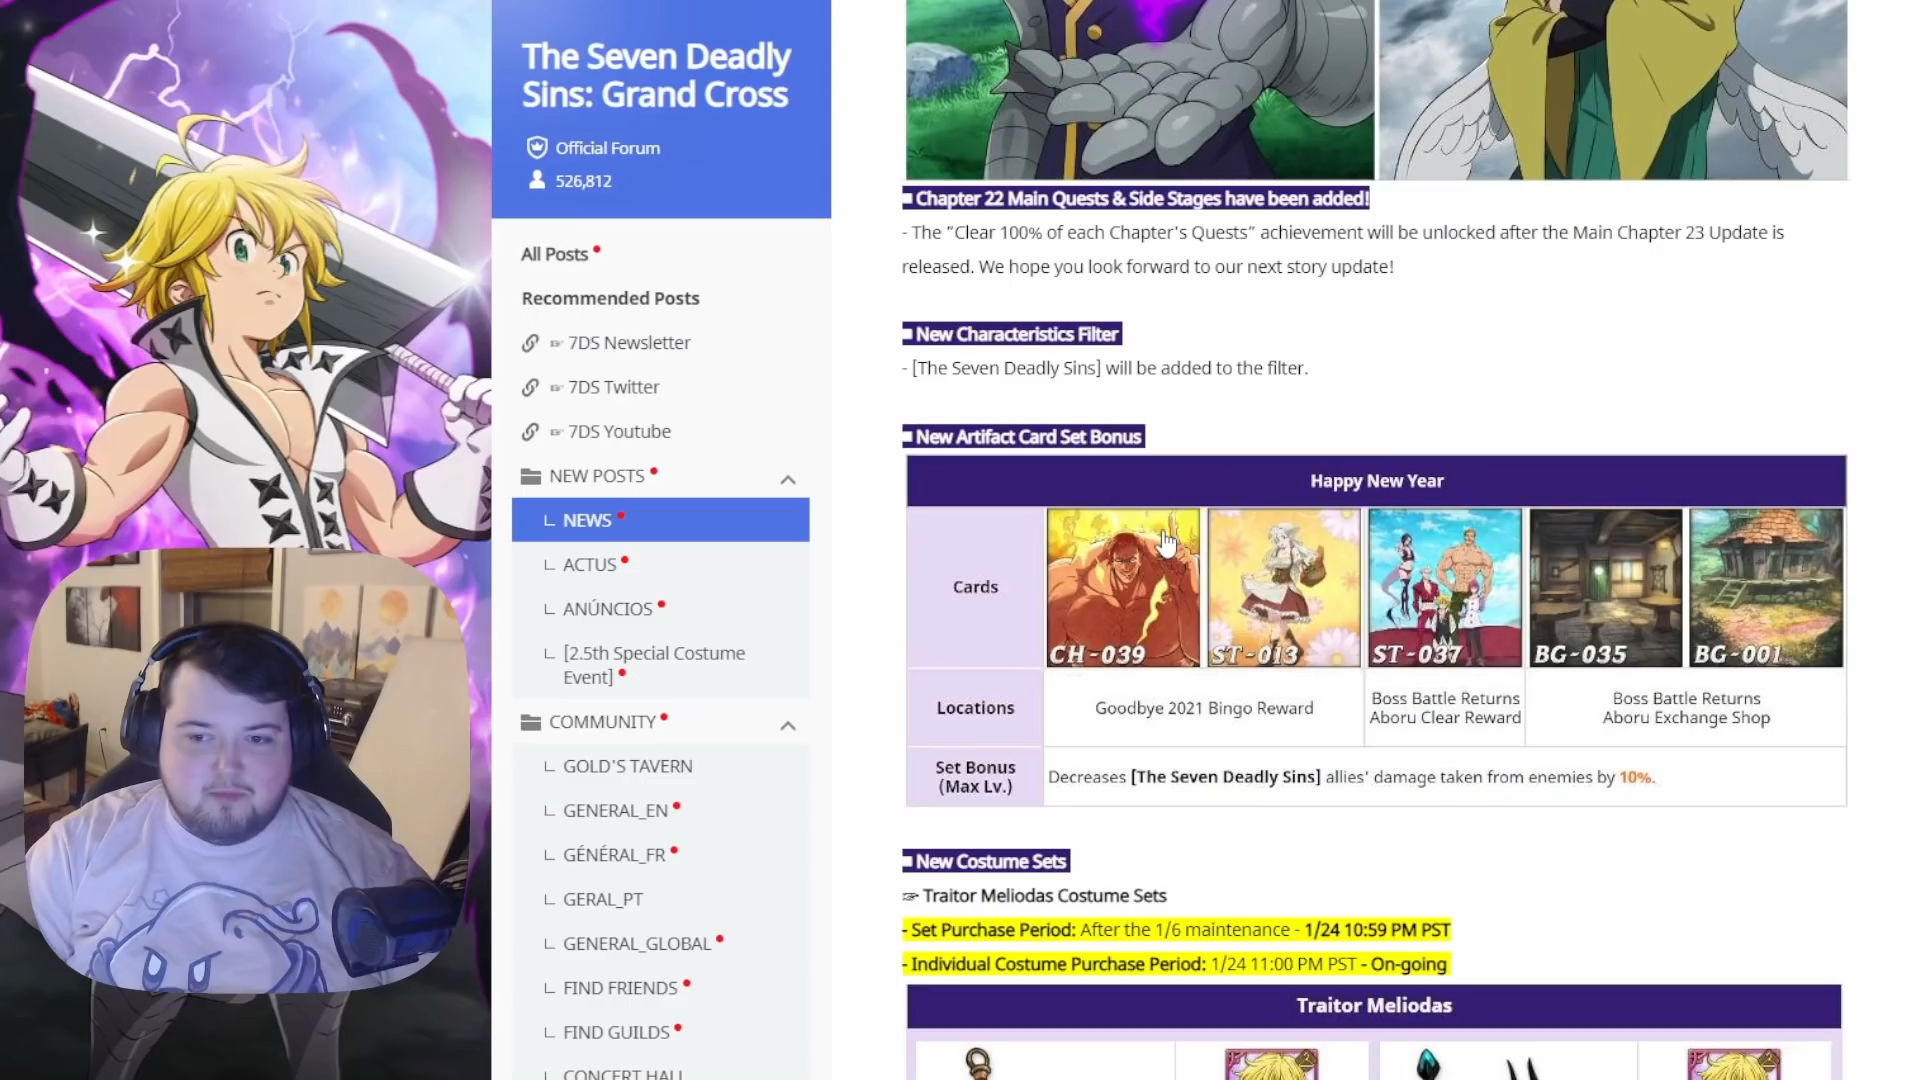 The Seven Deadly
Sins: Grand Cross
Official Forum
526,812
All Posts
Recommended Posts
☞ 7DS Newsletter
☞ 7DS Twitter
☞ 7DS Youtube
NEW POSTS
NEWS
ACTUS
ANÚNCIOS
[2.5th Special Costume
Event]
COMMUNITY
GOLD'S TAVERN
GENERAL_EN
GÉNÉRAL_FR
GERAL_PT
GENERAL_GLOBAL
FIND FRIENDS
FIND GUILDS
CONCERT HALL
■ Chapter 22 Main Quests & Side Stages have been added!
- The "Clear 100% of each Chapter's Quests" achievement will be unlocked after the Main Chapter 23 Update is
released. We hope you look forward to our next story update!
■ New Characteristics Filter
- [The Seven Deadly Sins] will be added to the filter.
■ New Artifact Card Set Bonus
Happy New Year
Cards
CH-039
ST-013
ST-037
BG-035
BG-001
Locations
Goodbye 2021 Bingo Reward
Boss Battle Returns
Aboru Clear Reward
Boss Battle Returns
Aboru Exchange Shop
Set Bonus
(Max Lv.)
Decreases [The Seven Deadly Sins] allies' damage taken from enemies by 10%.
■ New Costume Sets
☞ Traitor Meliodas Costume Sets
- Set Purchase Period: After the 1/6 maintenance - 1/24 10:59 PM PST
- Individual Costume Purchase Period: 1/24 11:00 PM PST - On-going
Traitor Meliodas